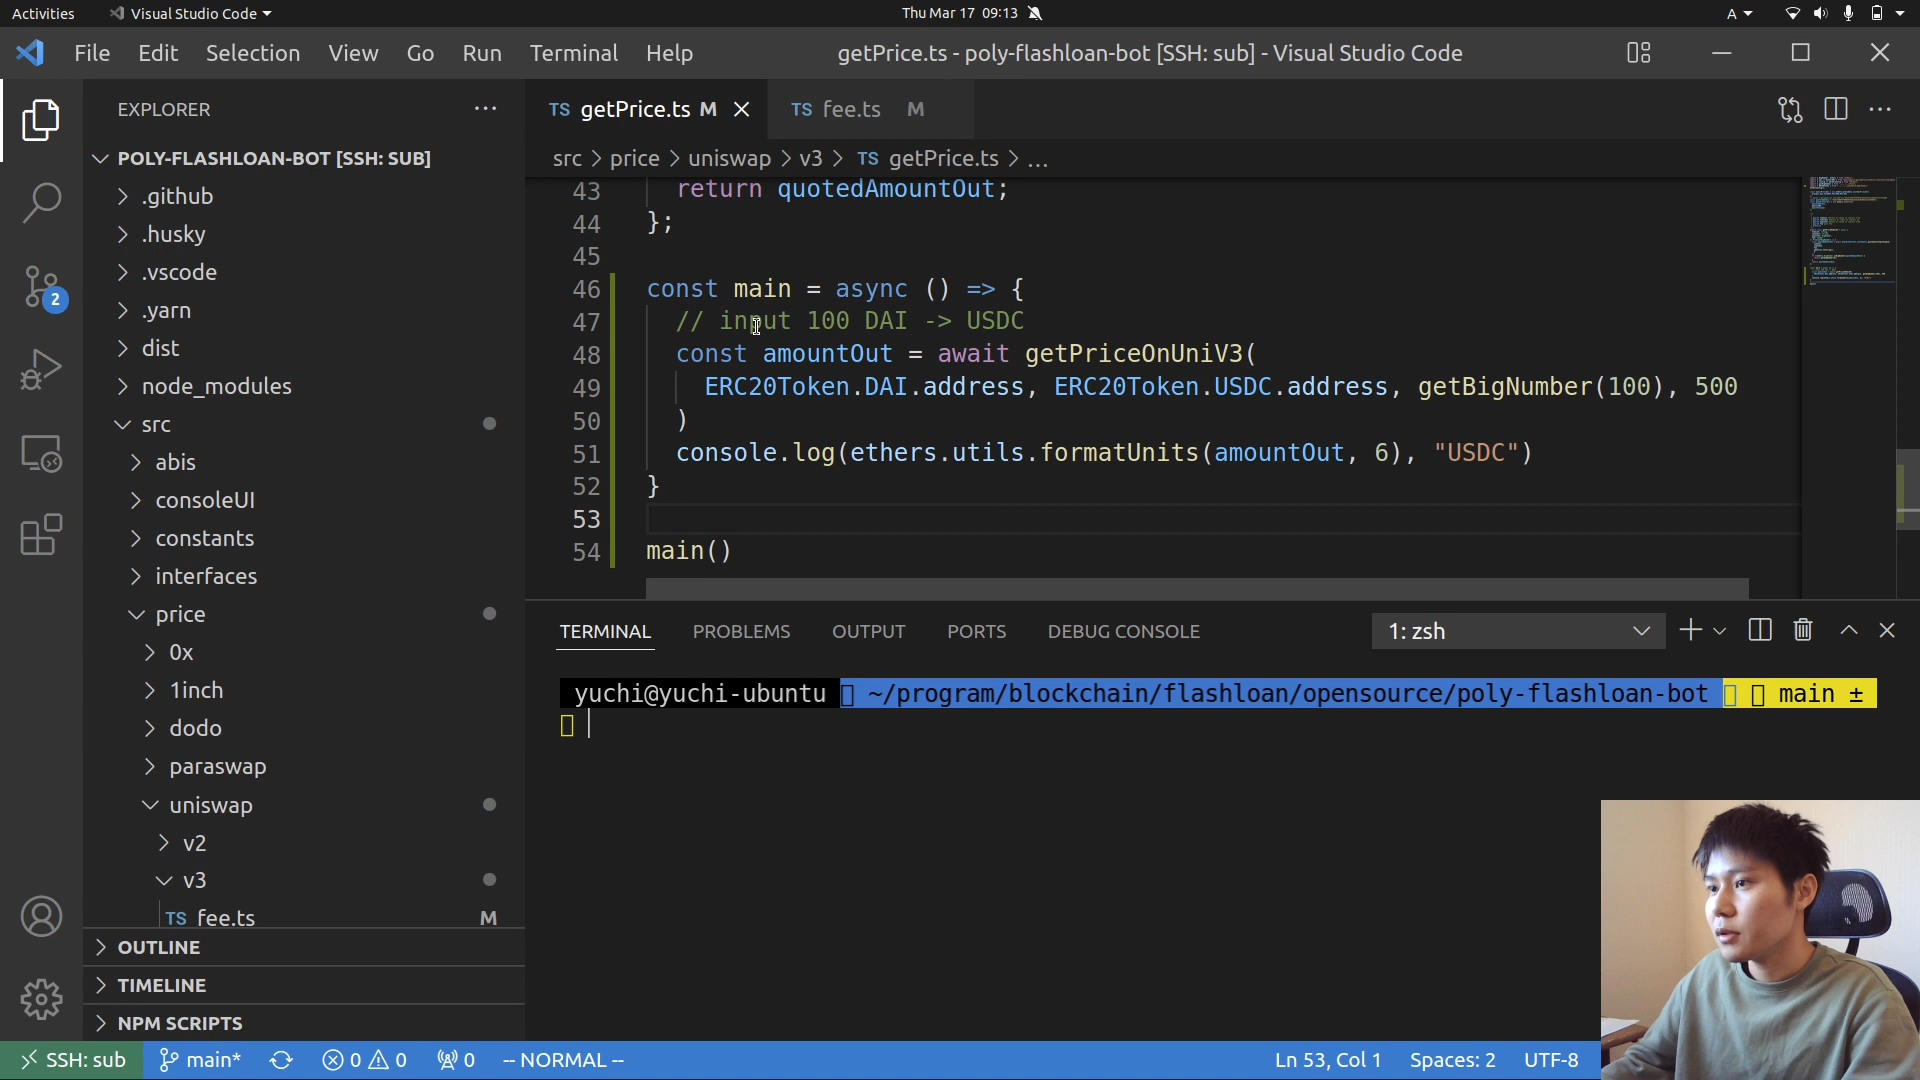 Activities
Visual Studio Code
Thu Mar 17 09:13
A
File Edit Selection View Go Run Terminal Help
getPrice.ts - poly-flashloan-bot [SSH: sub] - Visual Studio Code
EXPLORER
POLY-FLASHLOAN-BOT [SSH: SUB]
.github
.husky
.vscode
.yarn
dist
node_modules
src
abis
consoleUI
constants
interfaces
price
0x
1inch
dodo
paraswap
uniswap
v2
v3
TS fee.ts M
OUTLINE
TIMELINE
NPM SCRIPTS
2
TS getPrice.ts M
TS fee.ts M
src > price > uniswap > v3 > TS getPrice.ts > ...
43 return quotedAmountOut;
44 };
45
46 const main = async () => {
47 // input 100 DAI -> USDC
48 const amountOut = await getPriceOnUniV3(
49 ERC20Token.DAI.address, ERC20Token.USDC.address, getBigNumber(100), 500
50 )
51 console.log(ethers.utils.formatUnits(amountOut, 6), "USDC")
52 }
53
54 main()
TERMINAL PROBLEMS OUTPUT PORTS DEBUG CONSOLE
1: zsh
yuchi@yuchi-ubuntu ~/program/blockchain/flashloan/opensource/poly-flashloan-bot main ±
SSH: sub main* 0 0 0 -- NORMAL --
Ln 53, Col 1 Spaces: 2 UTF-8